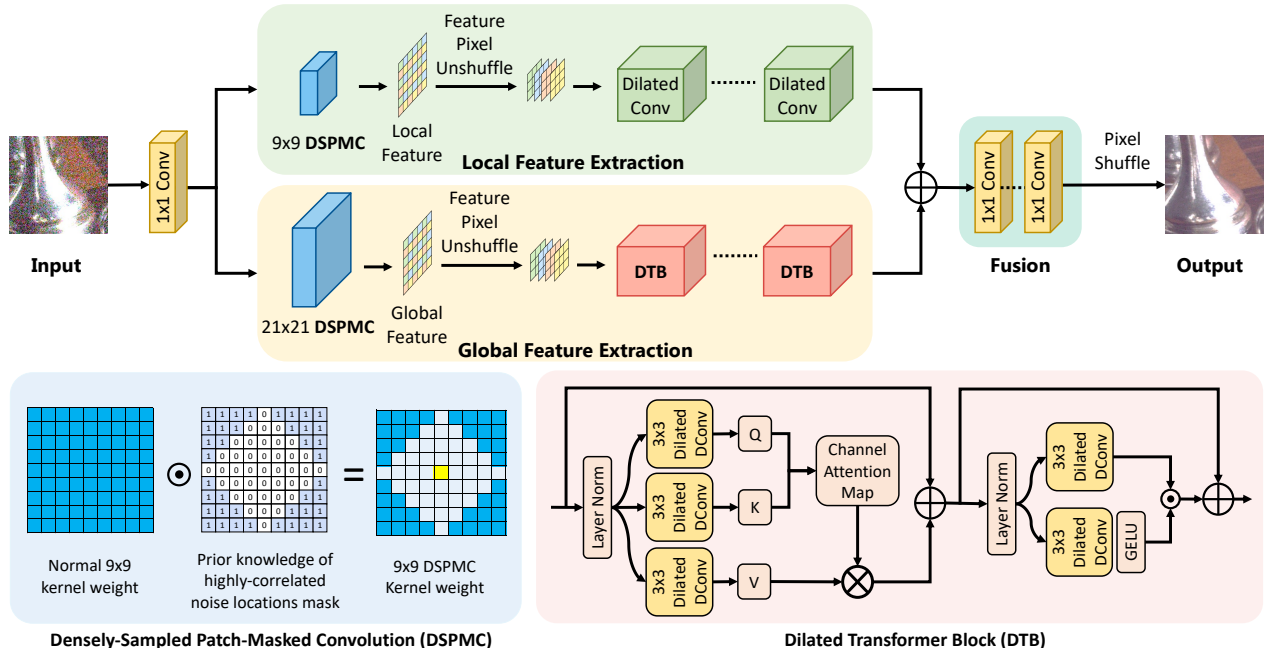 Feature
Pixel
Unshuffle
9x9 DSPMC
Local
Feature
Dilated
Conv
Dilated
Conv
Local Feature Extraction
Input
1x1 Conv
Feature
Pixel
Unshuffle
21x21 DSPMC
Global
Feature
DTB
DTB
Global Feature Extraction
1x1 Conv
1x1 Conv
Fusion
Pixel
Shuffle
Output
1 1 1 1 0 1 1 1 1
1 1 1 0 0 0 1 1 1
1 1 0 0 0 0 0 1 1
1 0 0 0 0 0 0 0 1
0 0 0 0 0 0 0 0 0
1 0 0 0 0 0 0 0 1
1 1 0 0 0 0 0 1 1
1 1 1 0 0 0 1 1 1
1 1 1 1 0 1 1 1 1
=
Normal 9x9
kernel weight
Prior knowledge of
highly-correlated
noise locations mask
9x9 DSPMC
Kernel weight
Densely-Sampled Patch-Masked Convolution (DSPMC)
Layer Norm
3x3
Dilated
DConv
Q
3x3
Dilated
DConv
K
3x3
Dilated
DConv
V
Channel
Attention
Map
Layer Norm
3x3
Dilated
DConv
3x3
Dilated
DConv
GELU
Dilated Transformer Block (DTB)